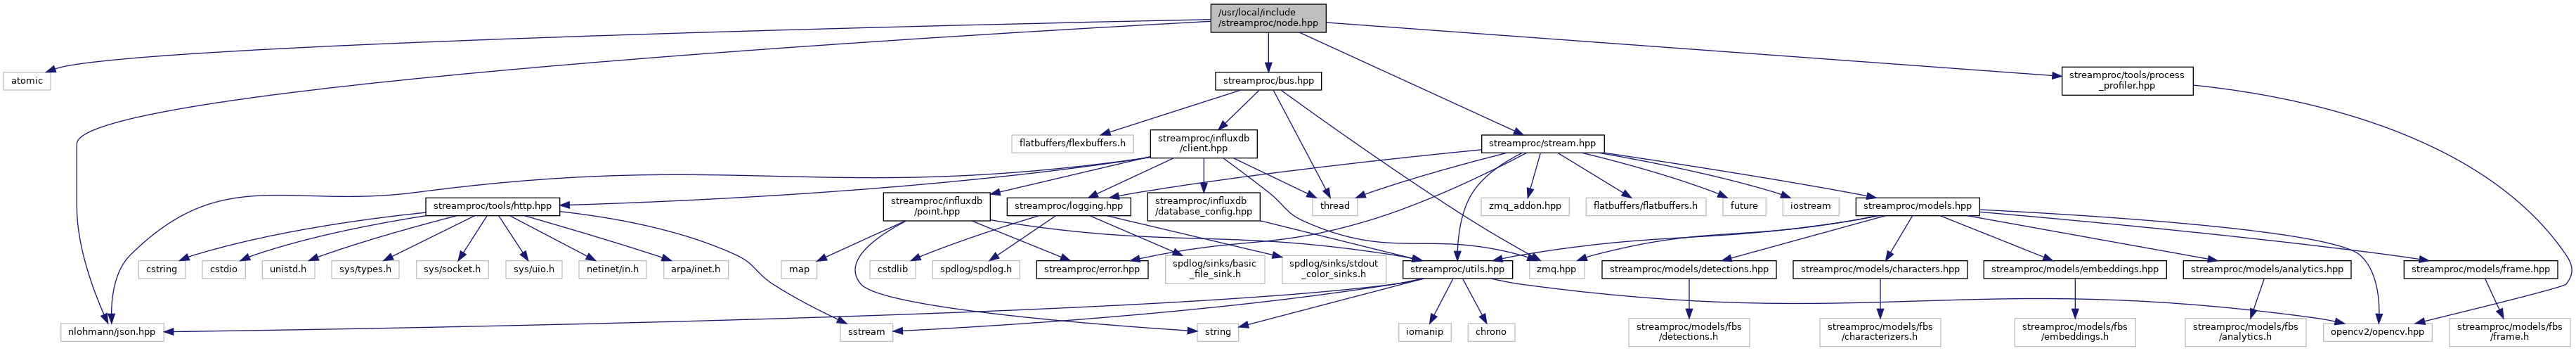 /usr/local/include
/streamproc/node.hpp
atomic
streamproc/bus.hpp
streamproc/tools/process
_profiler.hpp
flatbuffers/flexbuffers.h
streamproc/influxdb
/client.hpp
streamproc/stream.hpp
streamproc/tools/http.hpp
streamproc/influxdb
/point.hpp
streamproc/logging.hpp
streamproc/influxdb
/database_config.hpp
thread
zmq_addon.hpp
flatbuffers/flatbuffers.h
future
iostream
streamproc/models.hpp
cstring
cstdio
unistd.h
sys/types.h
sys/socket.h
sys/uio.h
netinet/in.h
arpa/inet.h
map
cstdlib
spdlog/spdlog.h
streamproc/error.hpp
spdlog/sinks/basic
_file_sink.h
spdlog/sinks/stdout
_color_sinks.h
streamproc/utils.hpp
zmq.hpp
streamproc/models/detections.hpp
streamproc/models/characters.hpp
streamproc/models/embeddings.hpp
streamproc/models/analytics.hpp
streamproc/models/frame.hpp
nlohmann/json.hpp
sstream
string
iomanip
chrono
streamproc/models/fbs
/detections.h
streamproc/models/fbs
/characterizers.h
streamproc/models/fbs
/embeddings.h
streamproc/models/fbs
/analytics.h
opencv2/opencv.hpp
streamproc/models/fbs
/frame.h